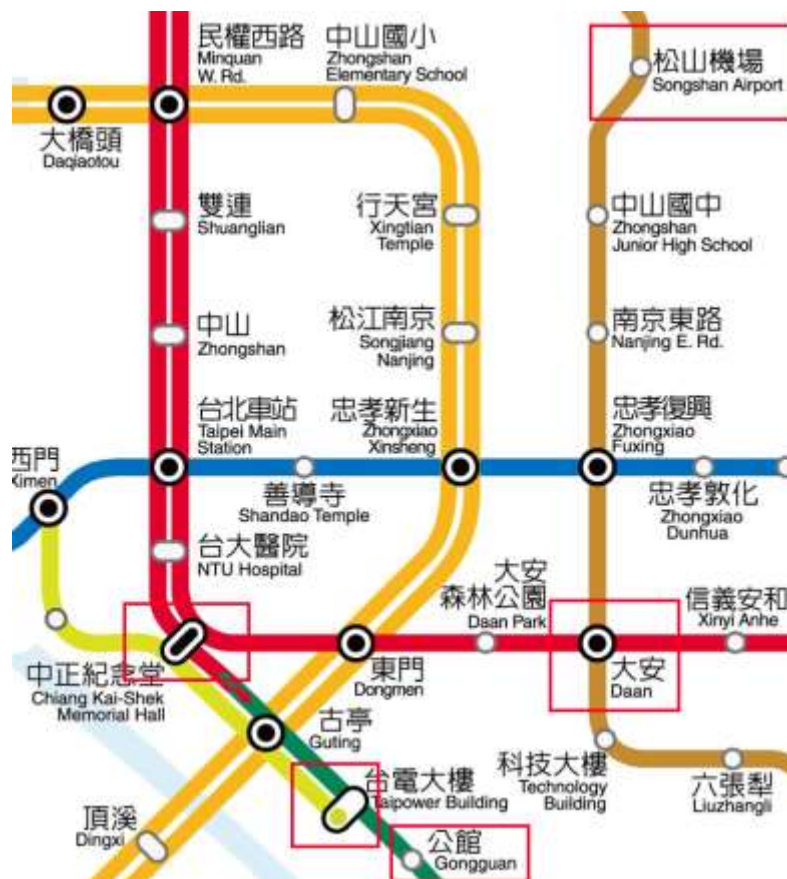 民權西路
Minquan
W. Rd.
中山國小
Zhongshan
Elementary School
松山機場
Songshan Airport
大橋頭
Daqiaotou
雙連
Shuanglian
行天宮
Xingtian
Temple
中山國中
Zhongshan
Junior High School
中山
Zhongshan
松江南京
Songjiang
Nanjing
南京東路
Nanjing E. Rd.
台北車站
Taipei Main
Station
忠孝新生
Zhongxiao
Xinsheng
忠孝復興
Zhongxiao
Fuxing
西門
Ximen
善導寺
Shandao Temple
忠孝敦化
Zhongxiao
Dunhua
台大醫院
NTU Hospital
大安
森林公園
Daan Park
信義安和
Xinyi Anhe
中正紀念堂
Chiang Kai-Shek
Memorial Hall
東門
Dongmen
大安
Daan
古亭
Guting
台電大樓
Taipower Building
科技大樓
Technology
Building
六張犁
Liuzhangli
頂溪
Dingxi
公館
Gongguan